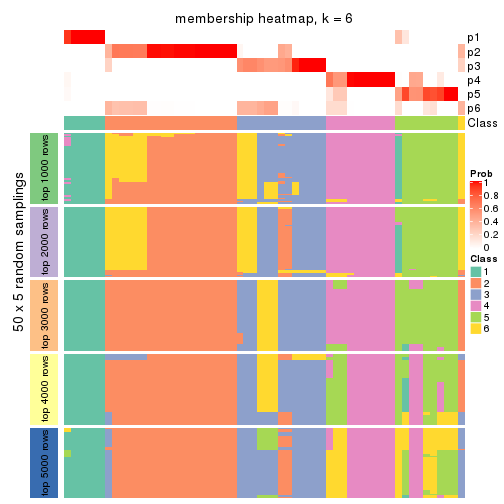 membership heatmap, k = 6
p1
p2
p3
p4
p5
p6
Class
50 x 5 random samplings
top 1000 rows
top 2000 rows
top 3000 rows
top 4000 rows
top 5000 rows
Prob
1
0.8
0.6
0.4
0.2
0
Class
1
2
3
4
5
6